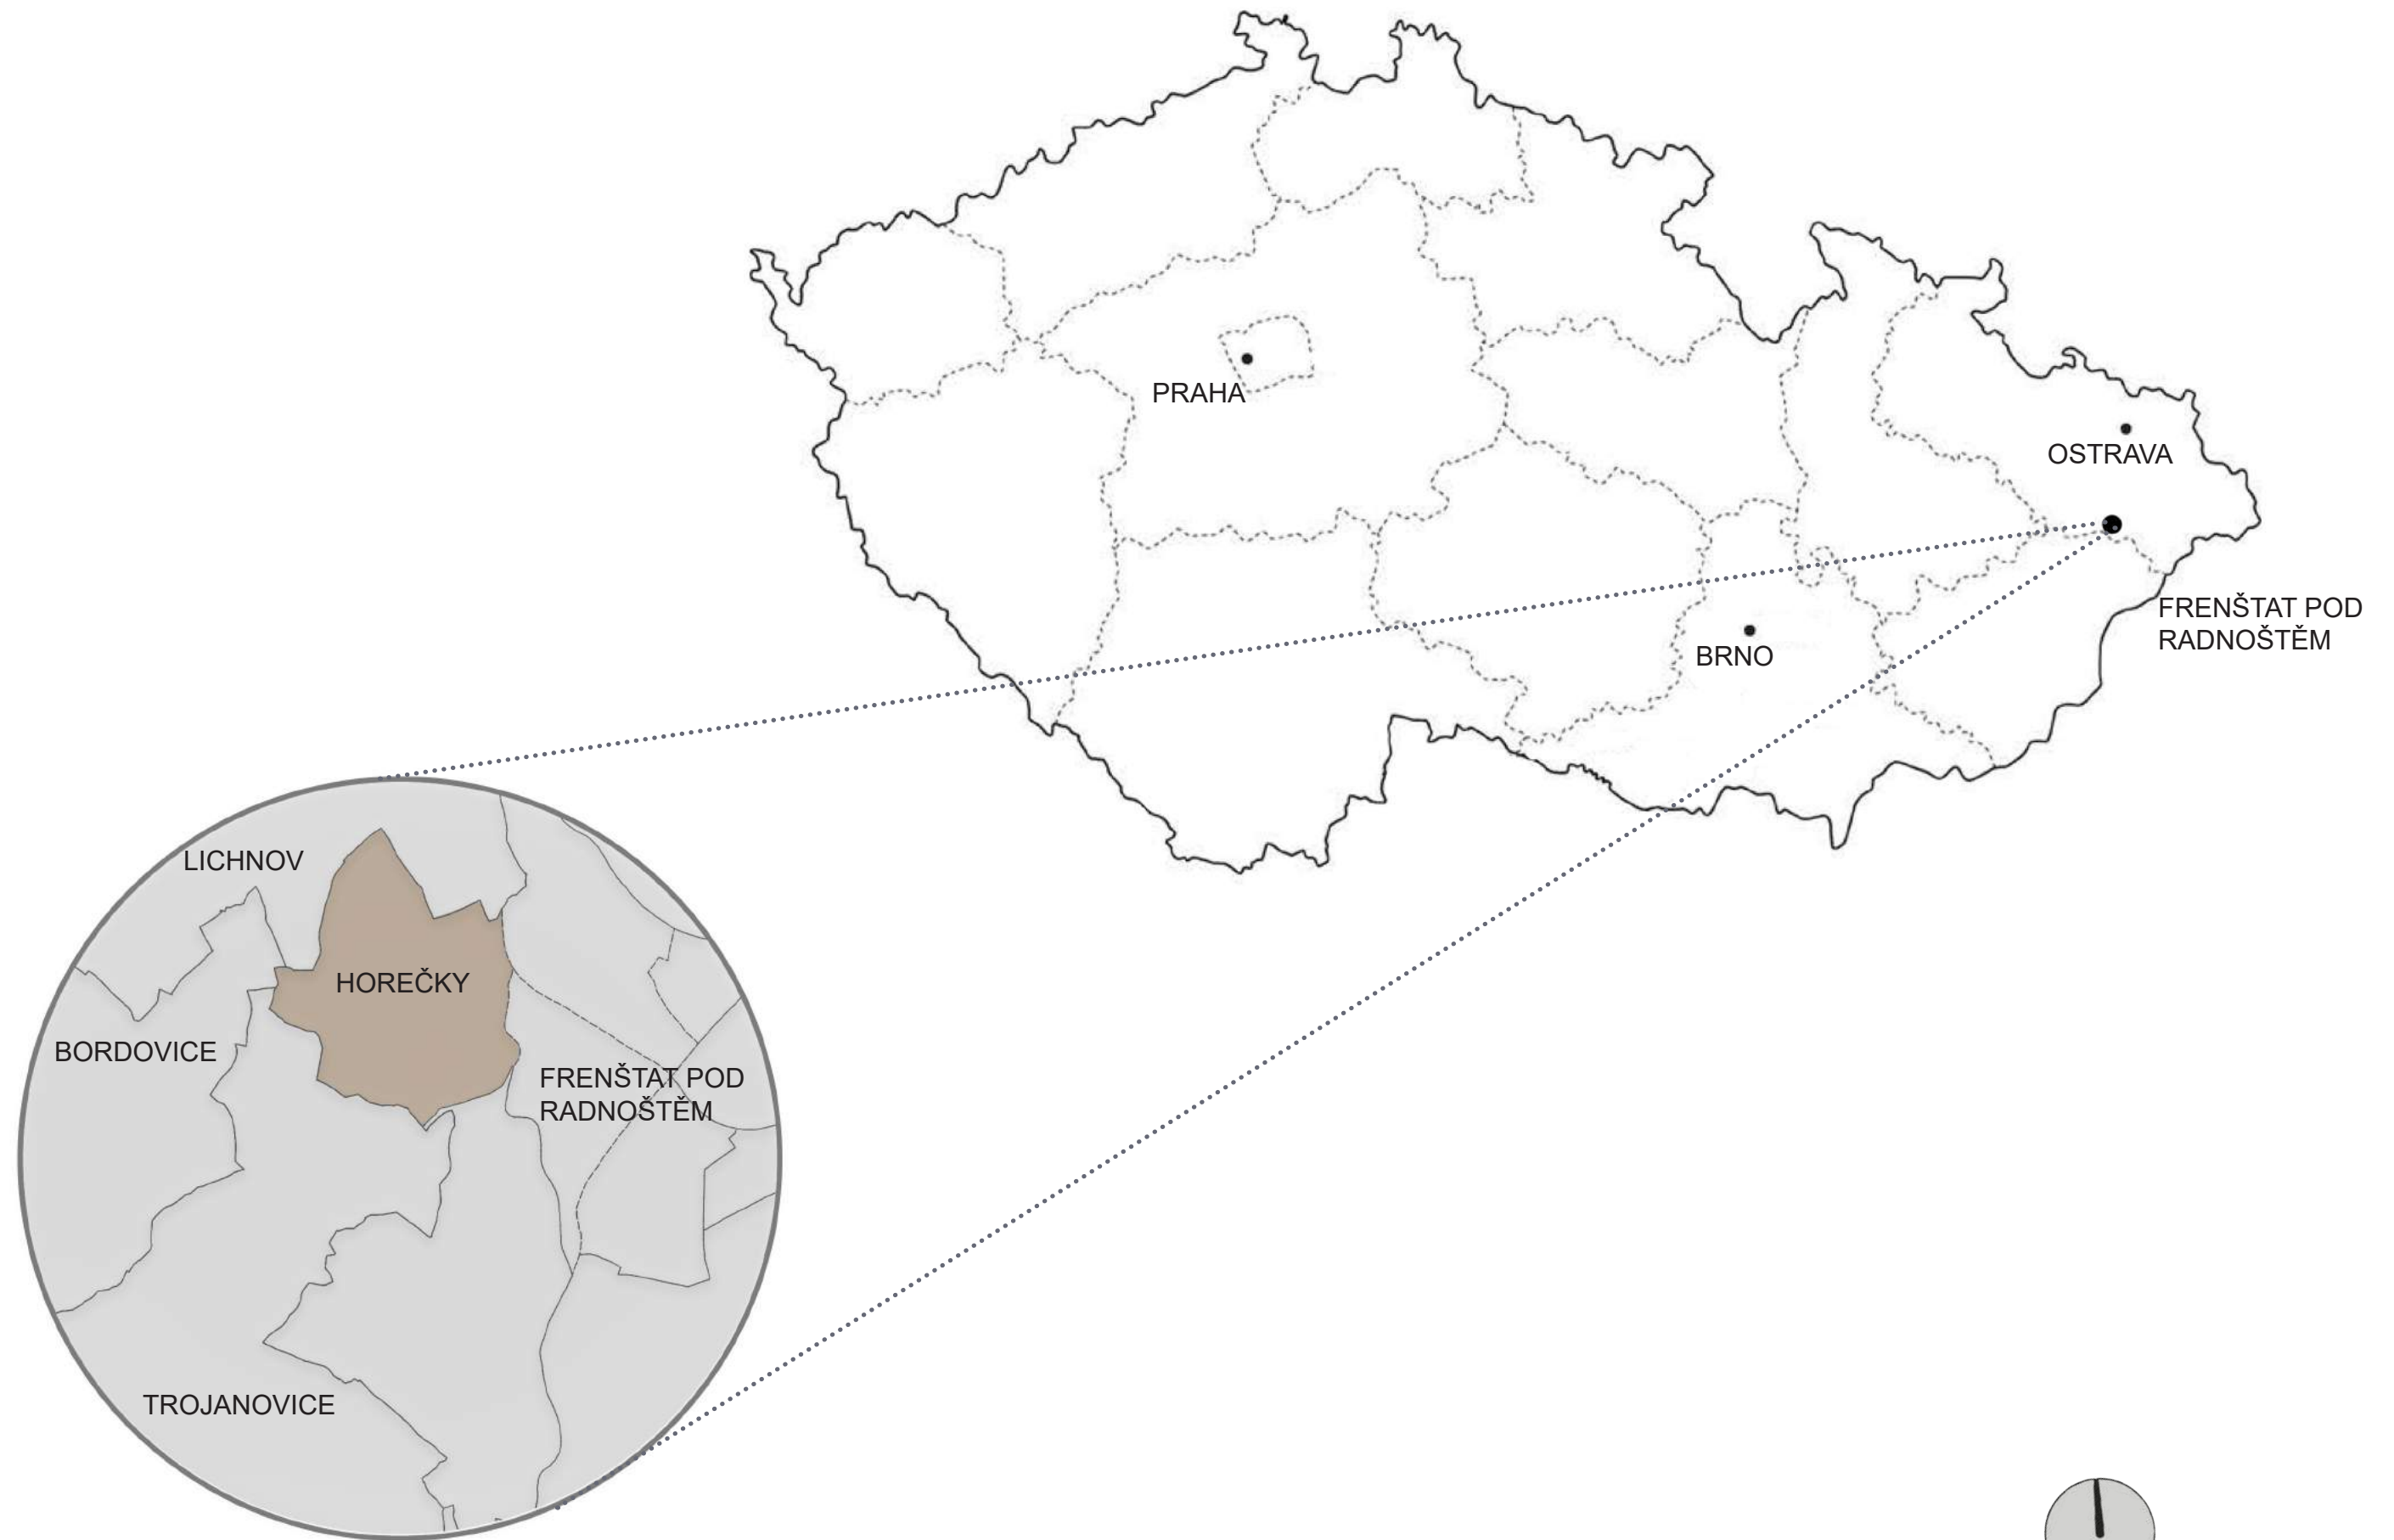 PRAHA
OSTRAVA
FRENŠTAT POD
RADNOŠTĚM
BRNO
LICHNOV
HOREČKY
BORDOVICE
FRENŠTAT POD
RADNOŠTĚM
TROJANOVICE